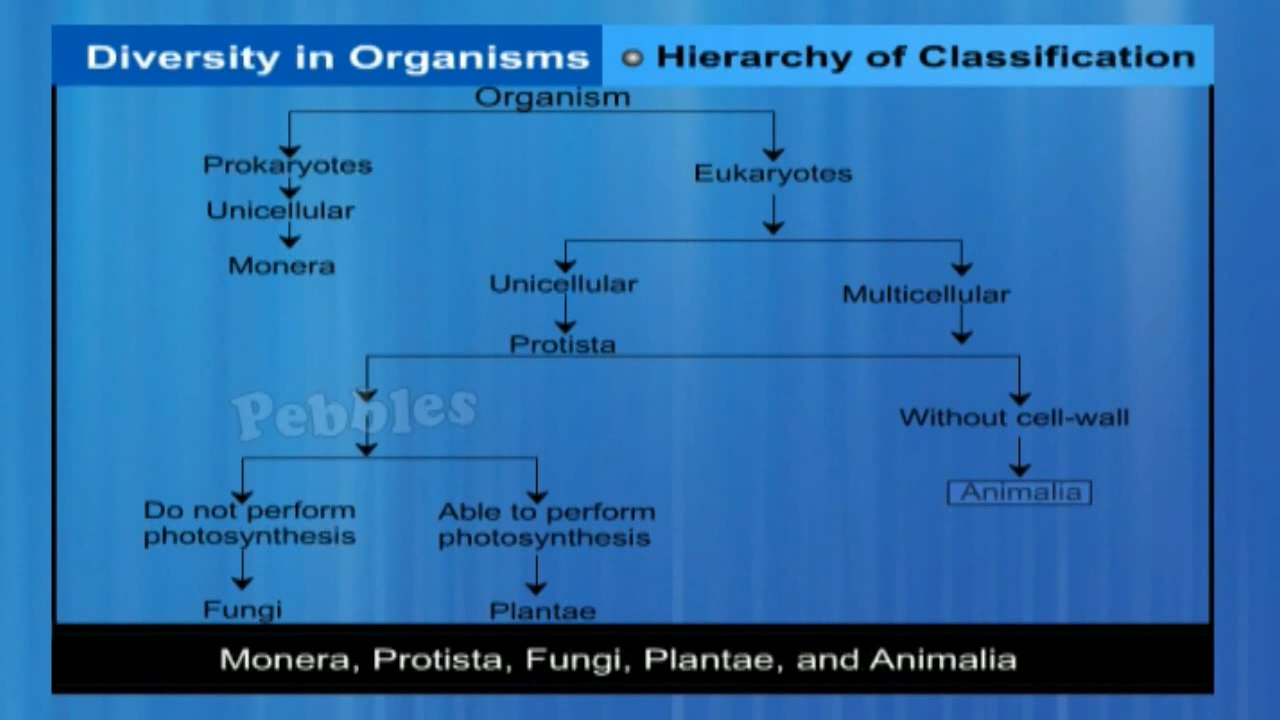 Diversity in Organisms
Hierarchy of Classification
Organism
Prokaryotes
Eukaryotes
Unicellular
Monera
Unicellular
Multicellular
Protista
Pebbles
Without cell-wall
Animalia
Do not perform
photosynthesis
Able to perform
photosynthesis
Fungi
Plantae
Monera, Protista, Fungi, Plantae, and Animalia